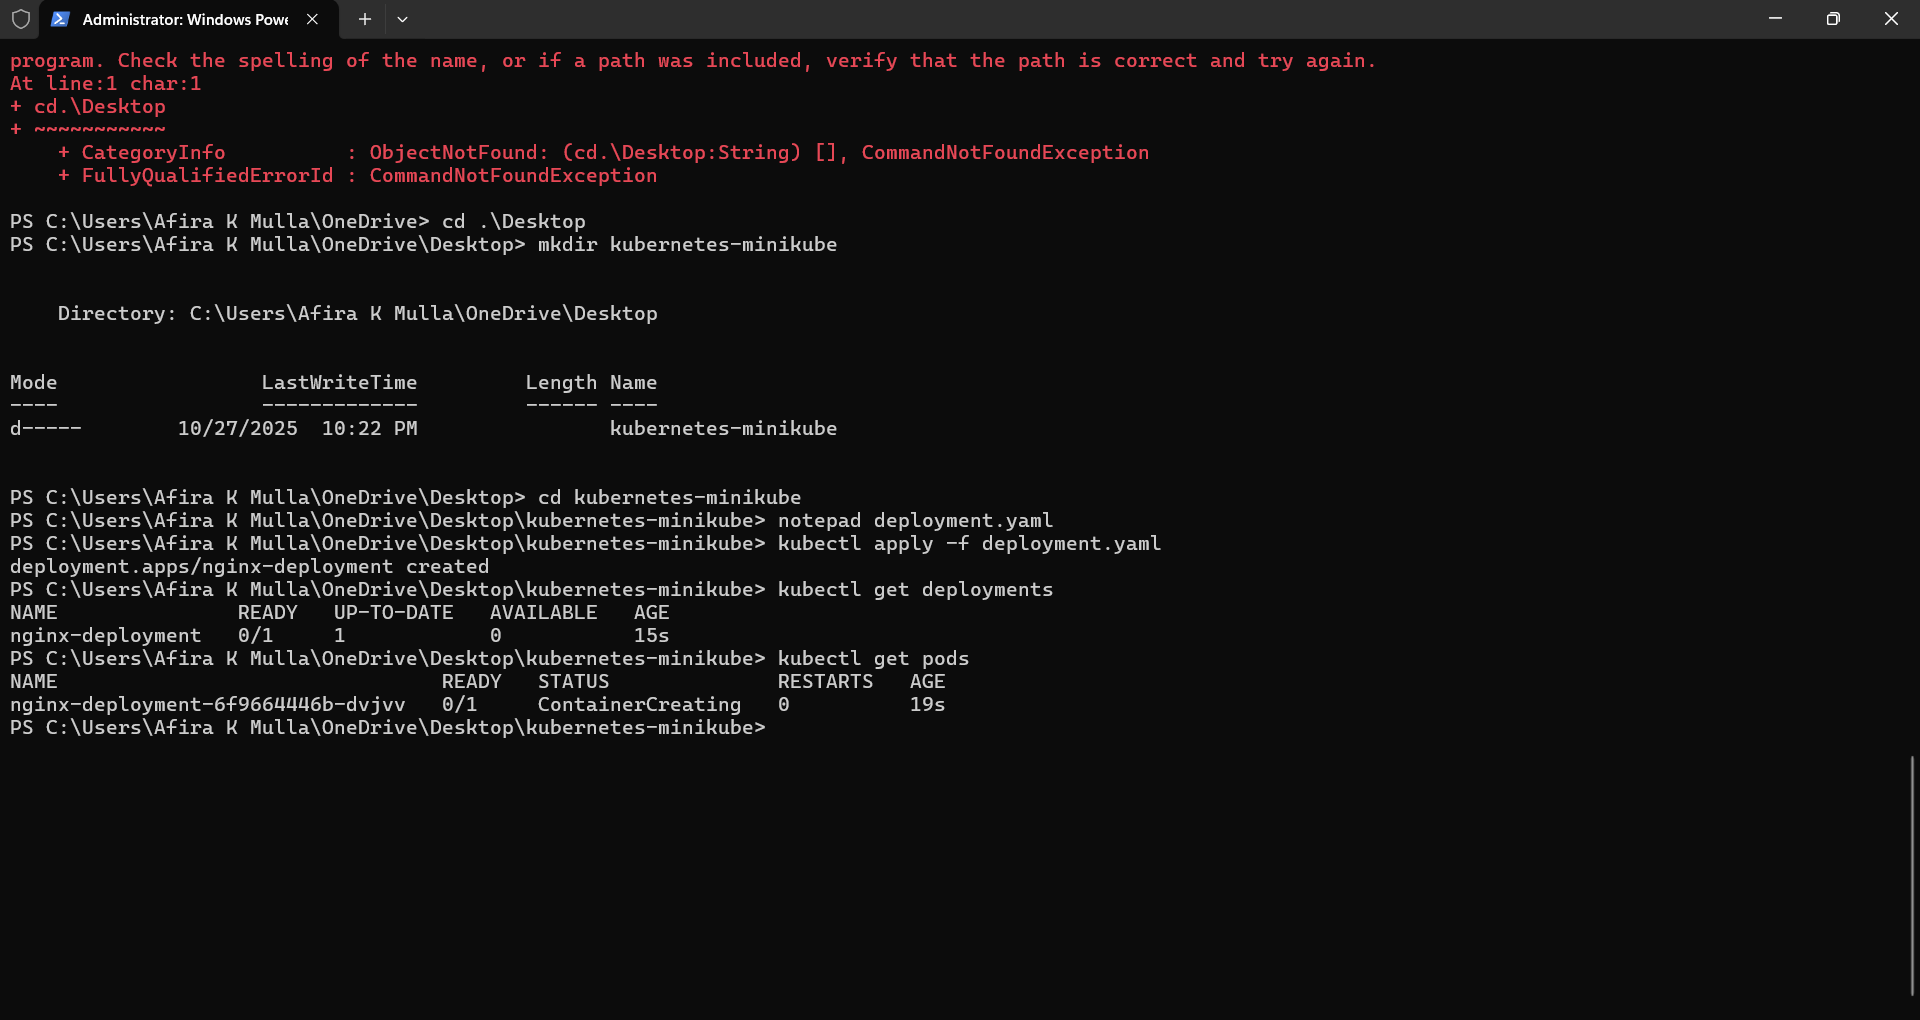 Administrator: Windows Powe
program. Check the spelling of the name, or if a path was included, verify that the path is correct and try again.
At line:1 char:1
+ cd.\Desktop
+ ~~~~~~~~~~~
    + CategoryInfo          : ObjectNotFound: (cd.\Desktop:String) [], CommandNotFoundException
    + FullyQualifiedErrorId : CommandNotFoundException
PS C:\Users\Afira K Mulla\OneDrive> cd .\Desktop
PS C:\Users\Afira K Mulla\OneDrive\Desktop> mkdir kubernetes-minikube
    Directory: C:\Users\Afira K Mulla\OneDrive\Desktop
Mode                 LastWriteTime         Length Name
----                 -------------         ------ ----
d-----        10/27/2025  10:22 PM                kubernetes-minikube
PS C:\Users\Afira K Mulla\OneDrive\Desktop> cd kubernetes-minikube
PS C:\Users\Afira K Mulla\OneDrive\Desktop\kubernetes-minikube> notepad deployment.yaml
PS C:\Users\Afira K Mulla\OneDrive\Desktop\kubernetes-minikube> kubectl apply -f deployment.yaml
deployment.apps/nginx-deployment created
PS C:\Users\Afira K Mulla\OneDrive\Desktop\kubernetes-minikube> kubectl get deployments
NAME               READY   UP-TO-DATE   AVAILABLE   AGE
nginx-deployment   0/1     1            0           15s
PS C:\Users\Afira K Mulla\OneDrive\Desktop\kubernetes-minikube> kubectl get pods
NAME                                READY   STATUS              RESTARTS   AGE
nginx-deployment-6f9664446b-dvjvv   0/1     ContainerCreating   0          19s
PS C:\Users\Afira K Mulla\OneDrive\Desktop\kubernetes-minikube>